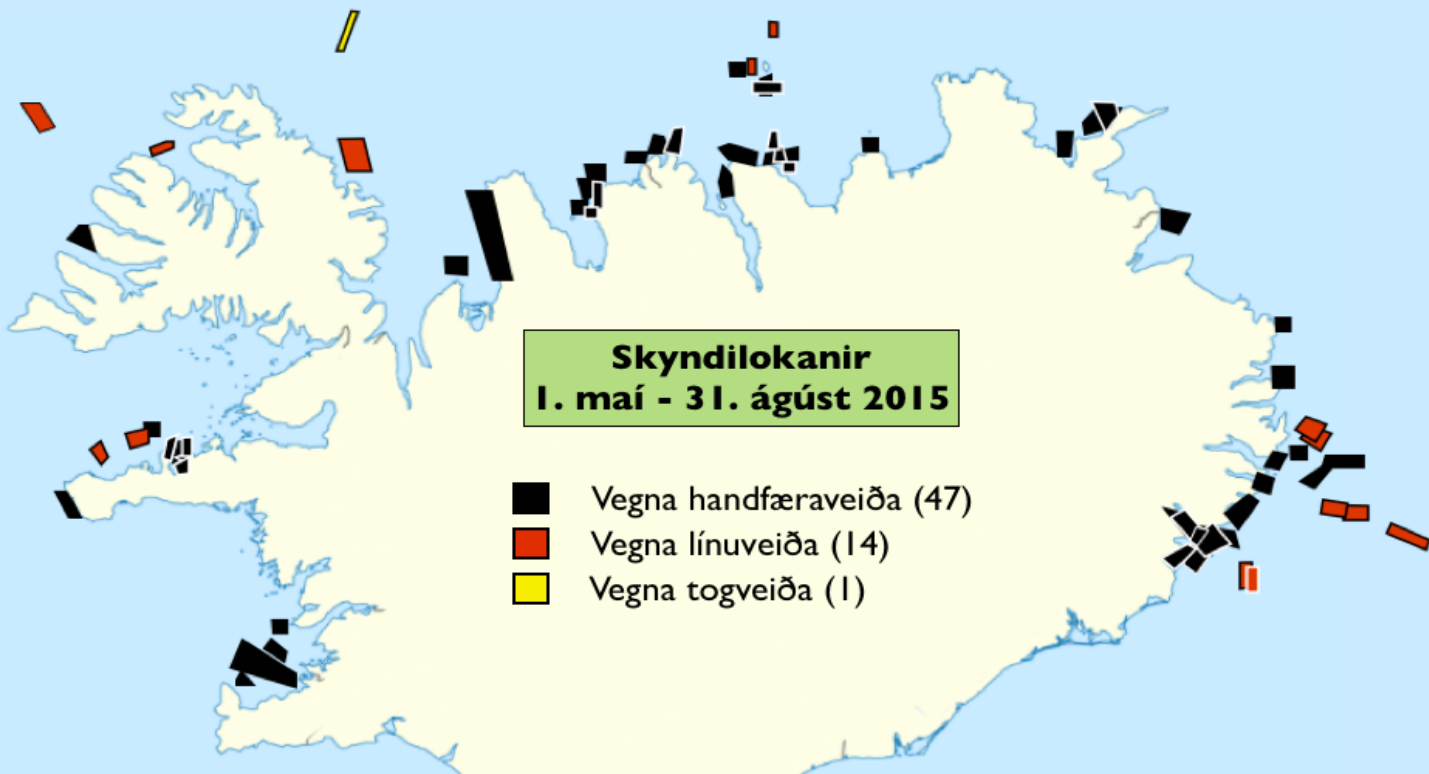 Skyndilokanir
1. maí - 31. ágúst 2015
Vegna handfæraveiða (47)
Vegna línuveiða (14)
Vegna togveiða (1)